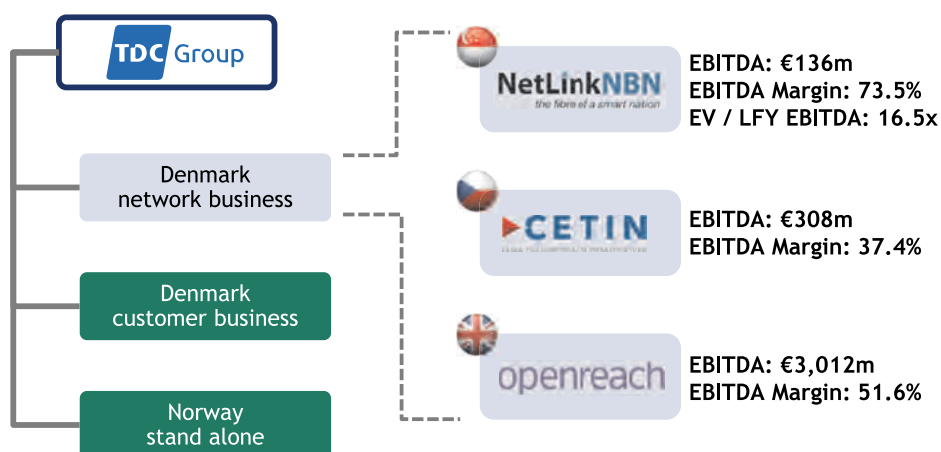 TDC Group
Denmark
network business
Denmark
customer business
Norway
stand alone
NetLinkNBN
the fibre of a smart nation
EBITDA: €136m
EBITDA Margin: 73.5%
EV / LFY EBITDA: 16.5x
CETIN
EBITDA: €308m
EBITDA Margin: 37.4%
openreach
EBITDA: €3,012m
EBITDA Margin: 51.6%